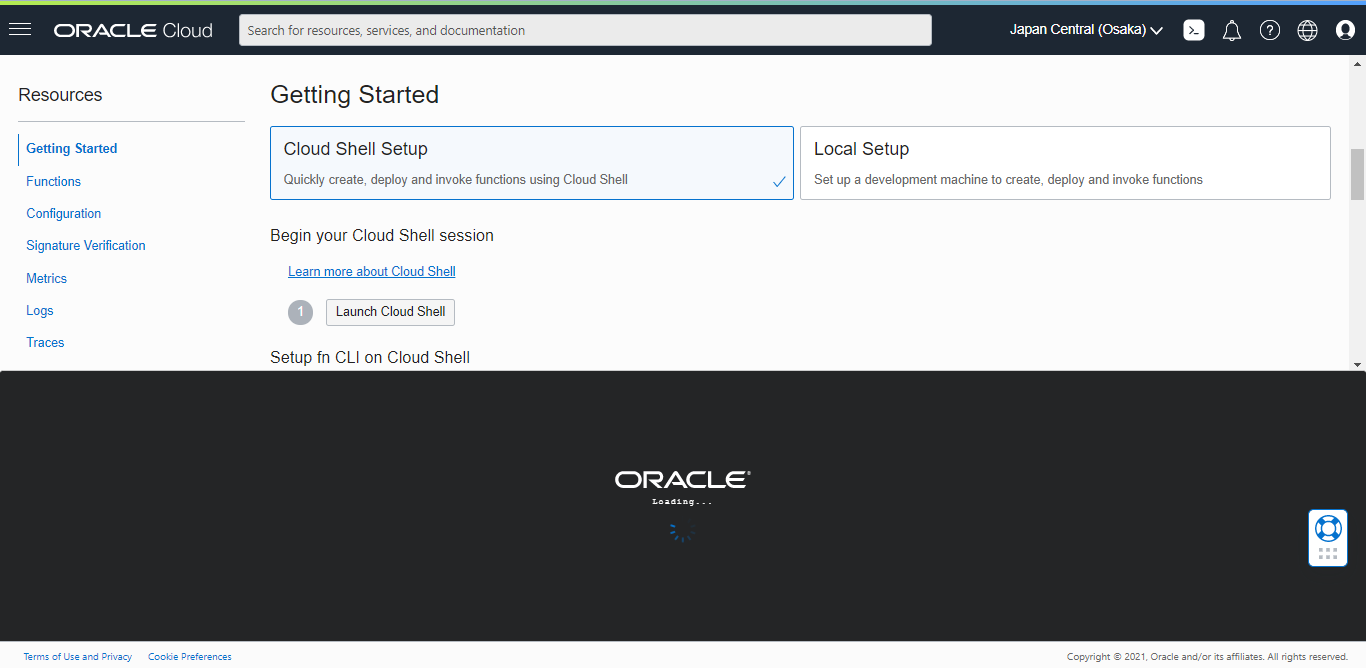 ORACLE Cloud
Search for resources, services, and documentation
Japan Central (Osaka)
Resources
Getting Started
Functions
Configuration
Signature Verification
Metrics
Logs
Traces
Getting Started
Cloud Shell Setup
Quickly create, deploy and invoke functions using Cloud Shell
Local Setup
Set up a development machine to create, deploy and invoke functions
Begin your Cloud Shell session
Learn more about Cloud Shell
1 Launch Cloud Shell
Setup fn CLI on Cloud Shell
ORACLE®
Loading...
Terms of Use and Privacy Cookie Preferences
Copyright © 2021, Oracle and/or its affiliates. All rights reserved.